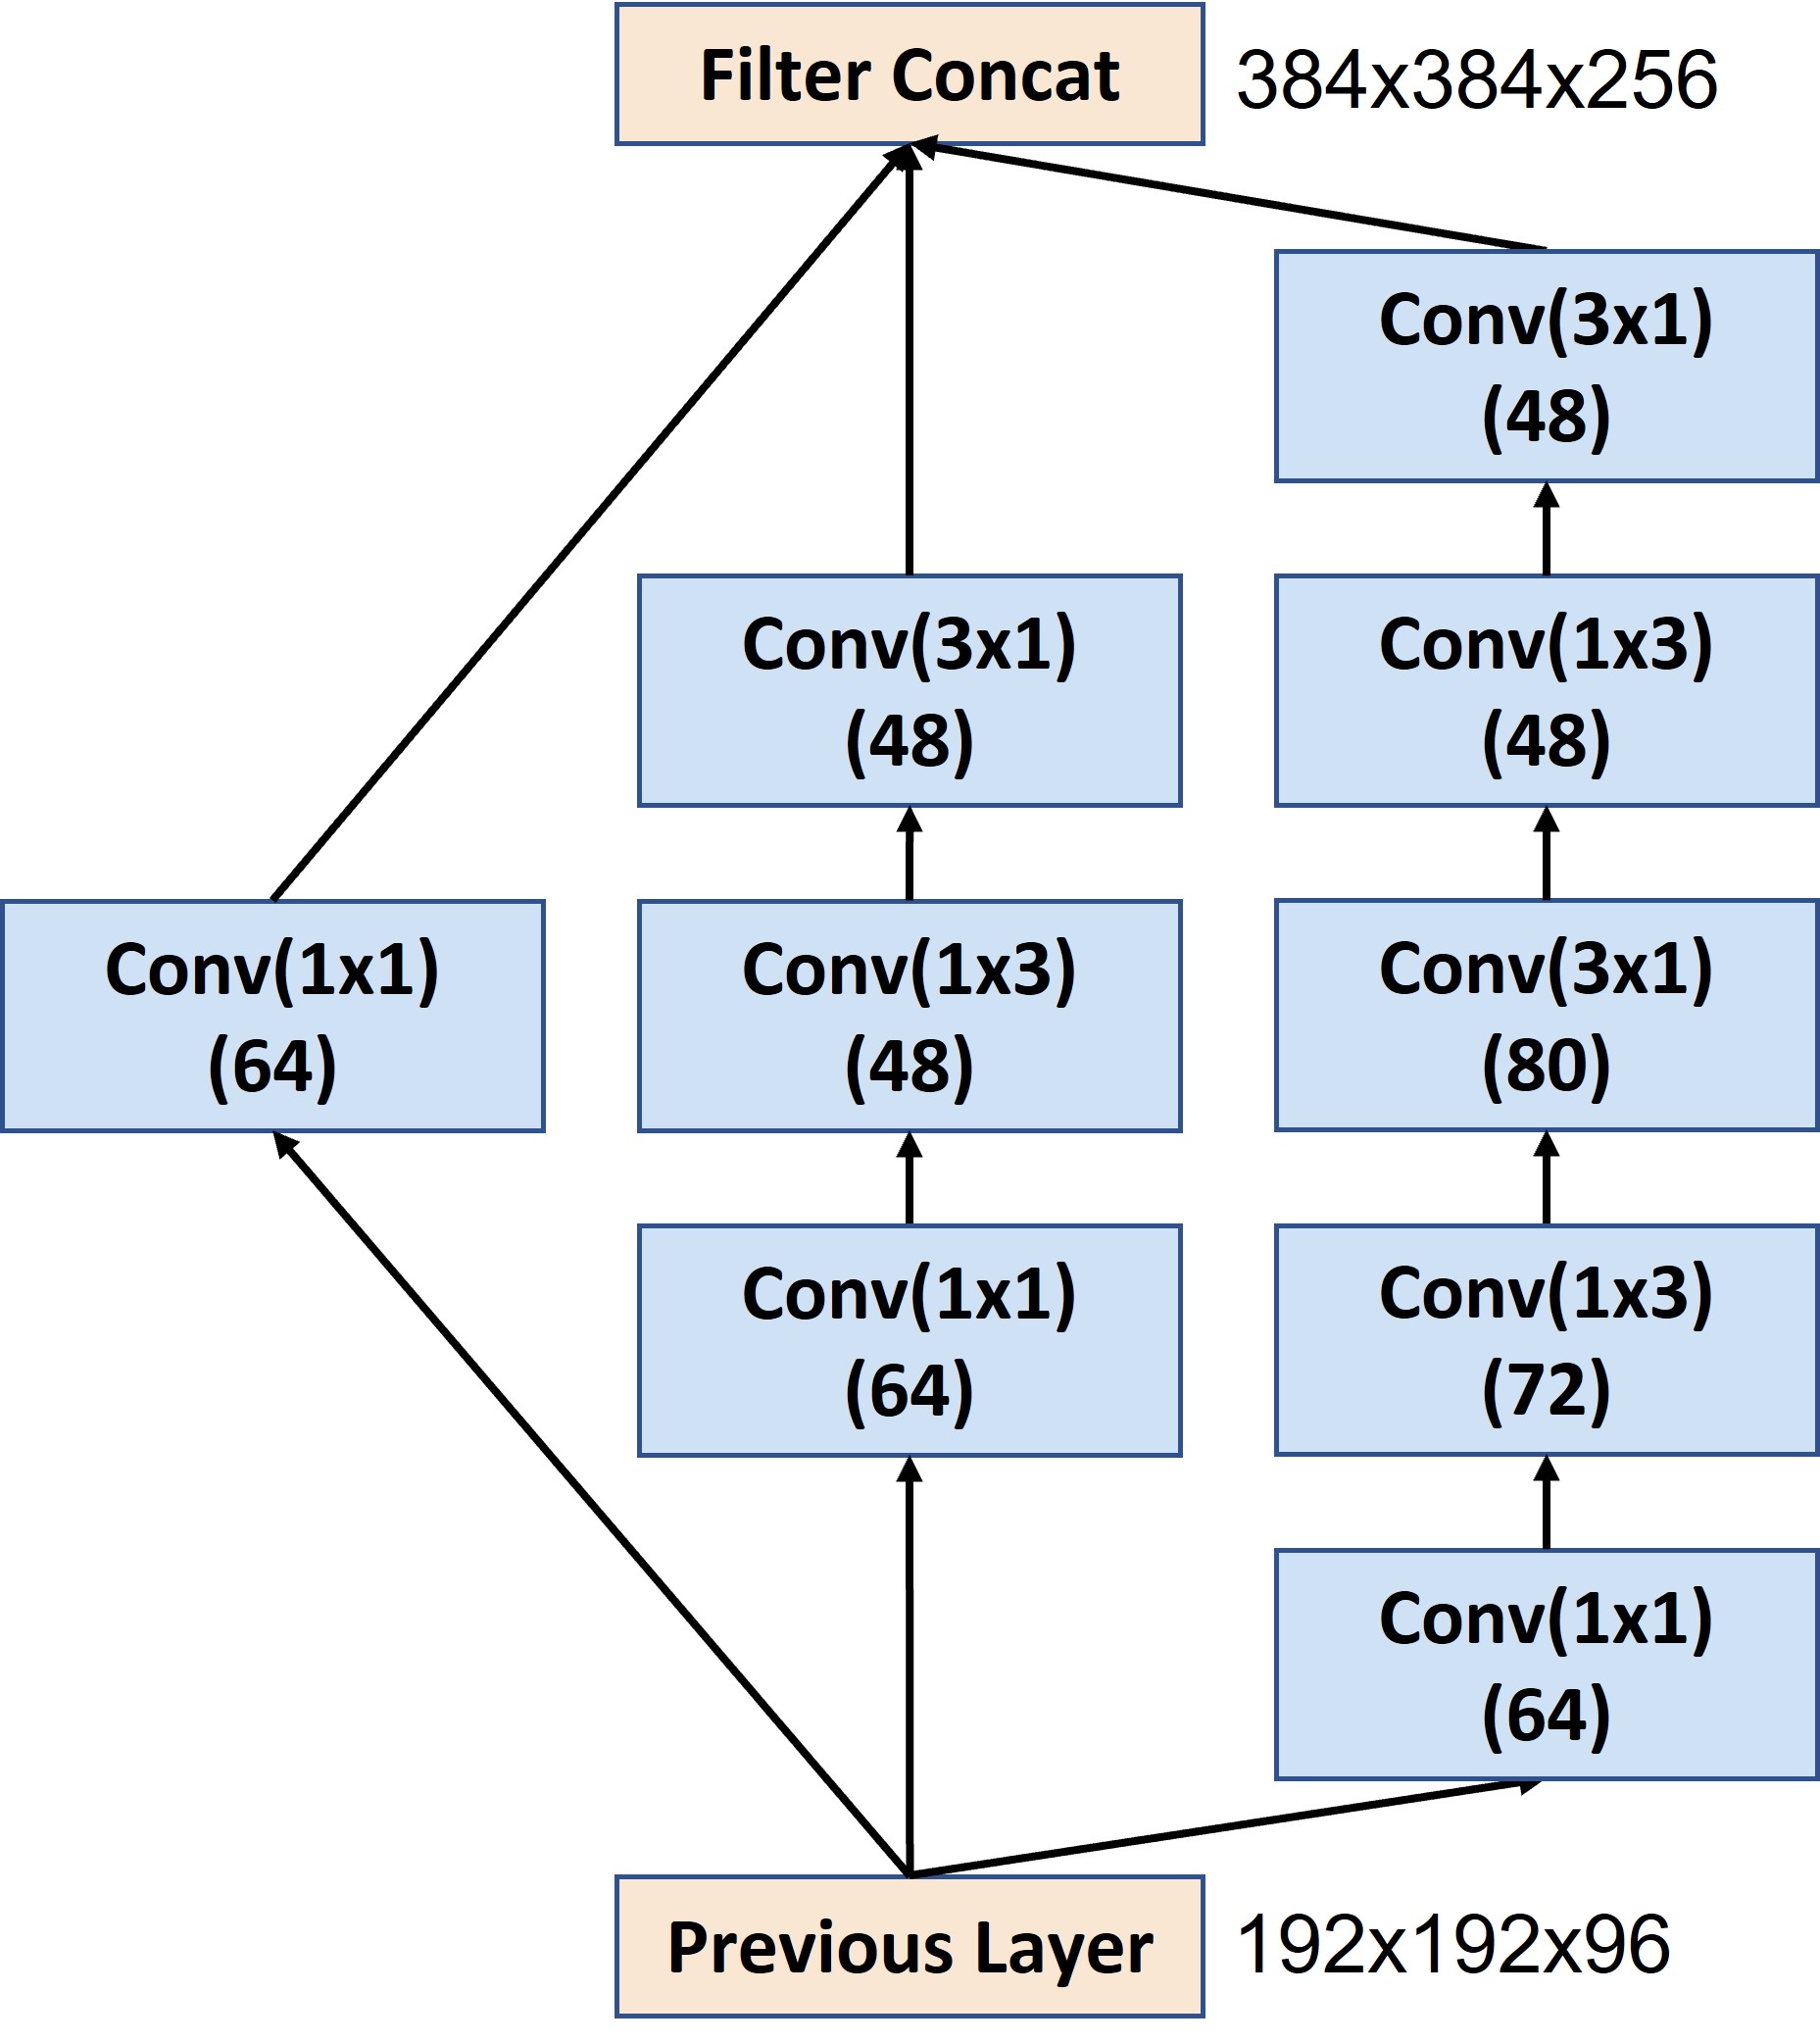 Filter Concat 384x384x256
Conv(3x1)
(48)
Conv(3x1)
(48)
Conv(1x3)
(48)
Conv(1x1)
(64)
Conv(1x3)
(48)
Conv(3x1)
(80)
Conv(1x1)
(64)
Conv(1x3)
(72)
Conv(1x1)
(64)
Previous Layer 192x192x96